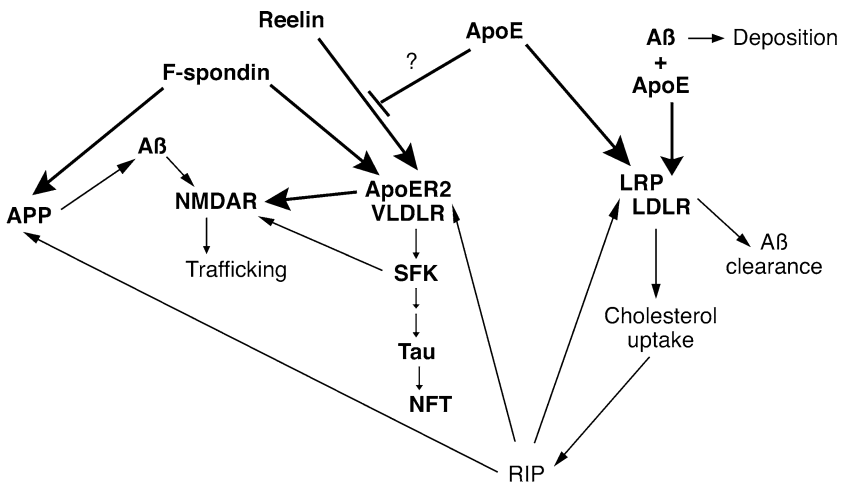 Reelin
ApoE
?
Aß
Deposition
+
ApoE
F-spondin
Aß
APP
NMDAR
ApoER2
VLDLR
LRP
LDLR
Trafficking
SFK
Aß
clearance
Cholesterol
uptake
Tau
NFT
RIP